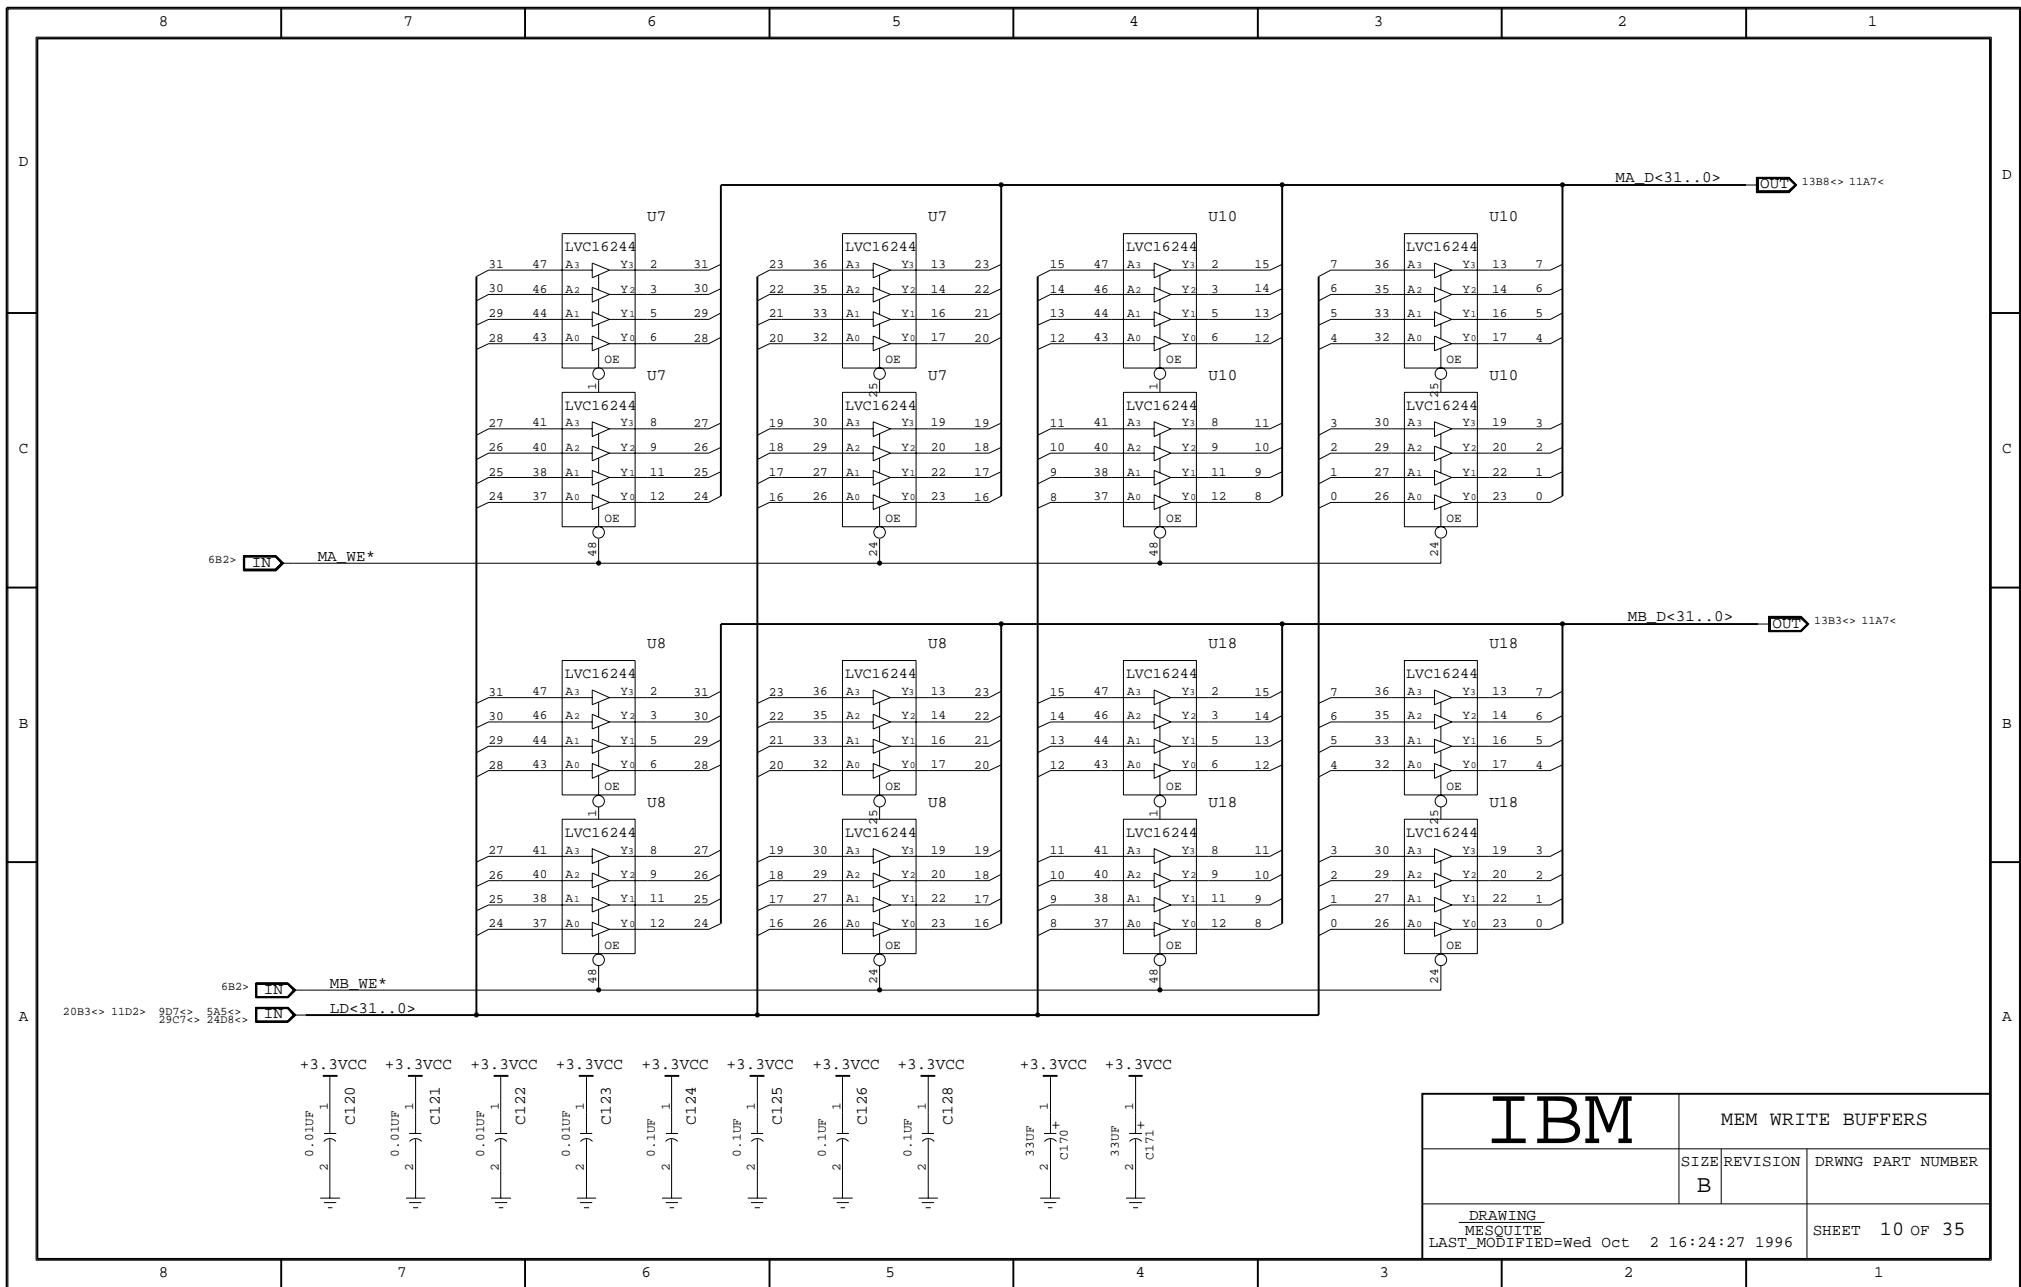 8 7 6 5 4 3 2 1
D D
MA_D<31..0> OUT 13B8<> 11A7<
U7 U7 U10 U10
LVC16244 LVC16244 LVC16244 LVC16244
31 47 A3 Y3 2 31 23 36 A3 Y3 13 23 15 47 A3 Y3 2 15 7 36 A3 Y3 13 7
30 46 A2 Y2 3 30 22 35 A2 Y2 14 22 14 46 A2 Y2 3 14 6 35 A2 Y2 14 6
29 44 A1 Y1 5 29 21 33 A1 Y1 16 21 13 44 A1 Y1 5 13 5 33 A1 Y1 16 5
28 43 A0 Y0 6 28 20 32 A0 Y0 17 20 12 43 A0 Y0 6 12 4 32 A0 Y0 17 4
OE OE OE OE
1 U7 25 U7 1 U10 25 U10
LVC16244 LVC16244 LVC16244 LVC16244
27 41 A3 Y3 8 27 19 30 A3 Y3 19 19 11 41 A3 Y3 8 11 3 30 A3 Y3 19 3
C 26 40 A2 Y2 9 26 18 29 A2 Y2 20 18 10 40 A2 Y2 9 10 2 29 A2 Y2 20 2 C
25 38 A1 Y1 11 25 17 27 A1 Y1 22 17 9 38 A1 Y1 11 9 1 27 A1 Y1 22 1
24 37 A0 Y0 12 24 16 26 A0 Y0 23 16 8 37 A0 Y0 12 8 0 26 A0 Y0 23 0
OE OE OE OE
48 24 48 24
6B2> IN MA_WE*
MB_D<31..0> OUT 13B3<> 11A7<
U8 U8 U18 U18
LVC16244 LVC16244 LVC16244 LVC16244
31 47 A3 Y3 2 31 23 36 A3 Y3 13 23 15 47 A3 Y3 2 15 7 36 A3 Y3 13 7
B 30 46 A2 Y2 3 30 22 35 A2 Y2 14 22 14 46 A2 Y2 3 14 6 35 A2 Y2 14 6 B
29 44 A1 Y1 5 29 21 33 A1 Y1 16 21 13 44 A1 Y1 5 13 5 33 A1 Y1 16 5
28 43 A0 Y0 6 28 20 32 A0 Y0 17 20 12 43 A0 Y0 6 12 4 32 A0 Y0 17 4
OE OE OE OE
1 U8 25 U8 1 U18 25 U18
LVC16244 LVC16244 LVC16244 LVC16244
27 41 A3 Y3 8 27 19 30 A3 Y3 19 19 11 41 A3 Y3 8 11 3 30 A3 Y3 19 3
26 40 A2 Y2 9 26 18 29 A2 Y2 20 18 10 40 A2 Y2 9 10 2 29 A2 Y2 20 2
25 38 A1 Y1 11 25 17 27 A1 Y1 22 17 9 38 A1 Y1 11 9 1 27 A1 Y1 22 1
24 37 A0 Y0 12 24 16 26 A0 Y0 23 16 8 37 A0 Y0 12 8 0 26 A0 Y0 23 0
OE OE OE OE
48 24 48 24
6B2> IN MB_WE*
A 20B3<> 11D2> 9D7<> 5A5<> IN LD<31..0> A
29C7<> 24D8<>
+3.3VCC +3.3VCC +3.3VCC +3.3VCC +3.3VCC +3.3VCC +3.3VCC +3.3VCC +3.3VCC +3.3VCC
0.01UF 1 2 C120
0.01UF 1 2 C121
0.01UF 1 2 C122
0.01UF 1 2 C123
0.1UF 1 2 C124
0.1UF 1 2 C125
0.1UF 1 2 C126
0.1UF 1 2 C128
33UF 1 2 + C170
33UF 1 2 + C171
IBM MEM WRITE BUFFERS
SIZE REVISION DRWNG PART NUMBER
B
DRAWING
MESQUITE
LAST_MODIFIED=Wed Oct 2 16:24:27 1996
SHEET 10 OF 35
8 7 6 5 4 3 2 1